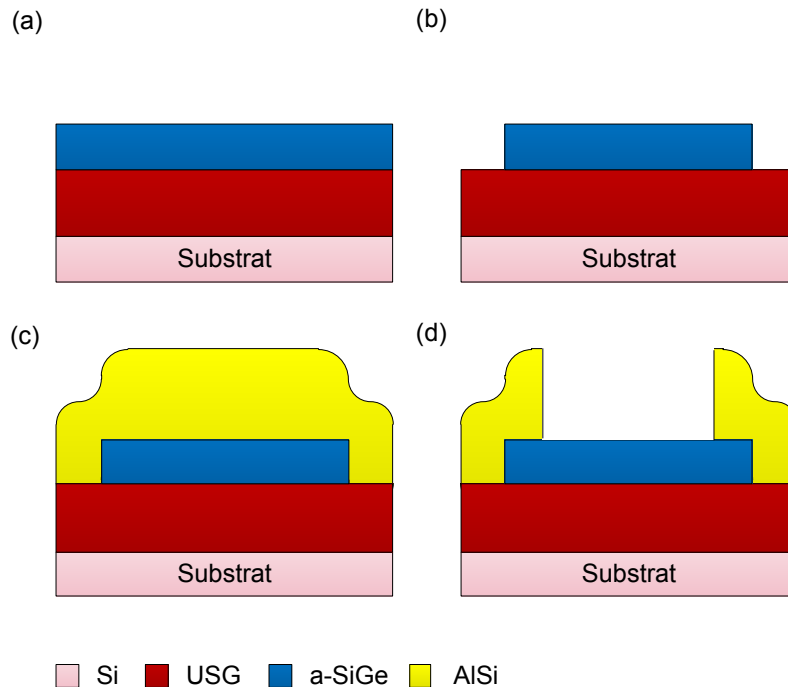 (a) (b)
Substrat Substrat
(c) (d)
Substrat Substrat
Si USG a-SiGe AlSi